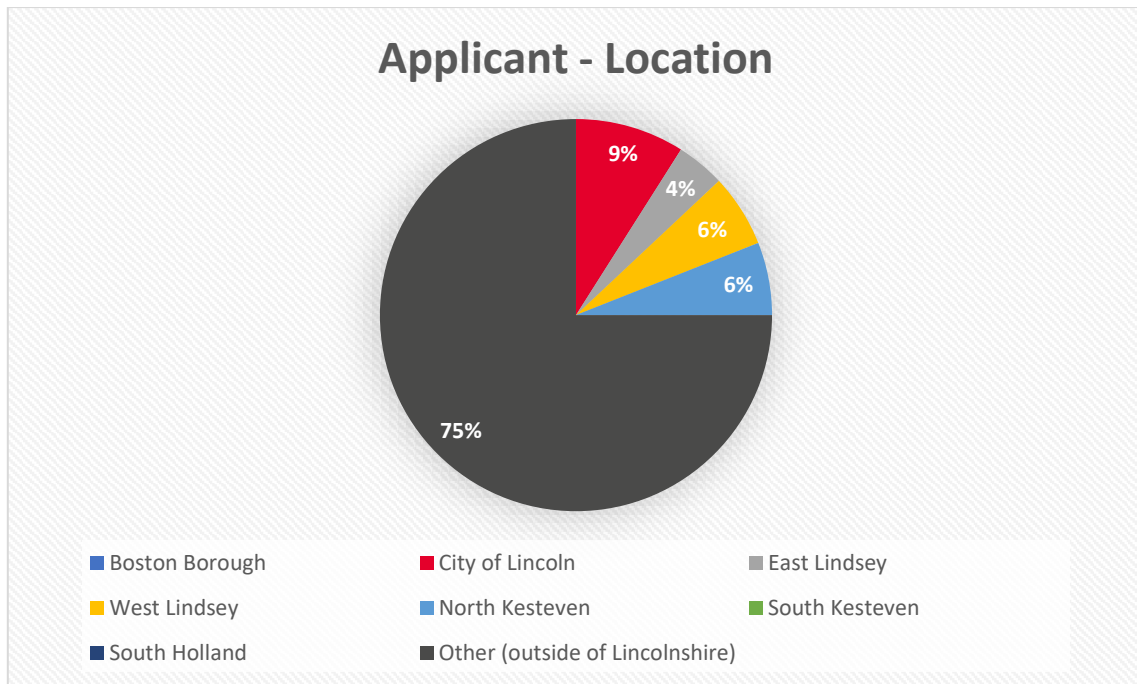 Applicant - Location
9%
4%
6%
6%
75%
Boston Borough
City of Lincoln
East Lindsey
West Lindsey
North Kesteven
South Kesteven
South Holland
Other (outside of Lincolnshire)